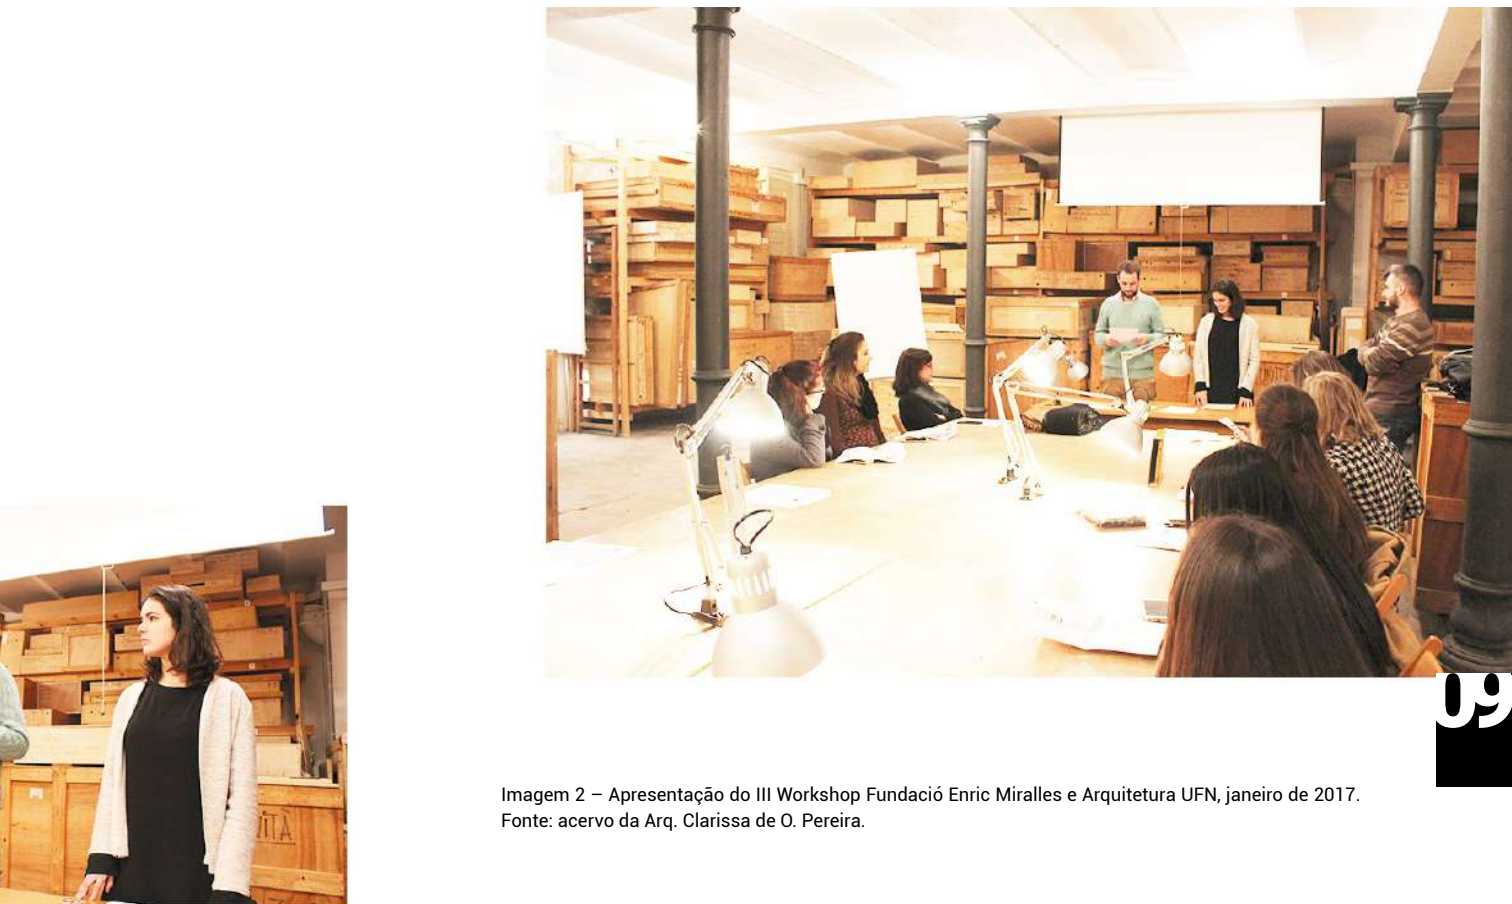 09
Imagem 2 – Apresentação do III Workshop Fundació Enric Miralles e Arquitetura UFN, janeiro de 2017.
Fonte: acervo da Arq. Clarissa de O. Pereira.